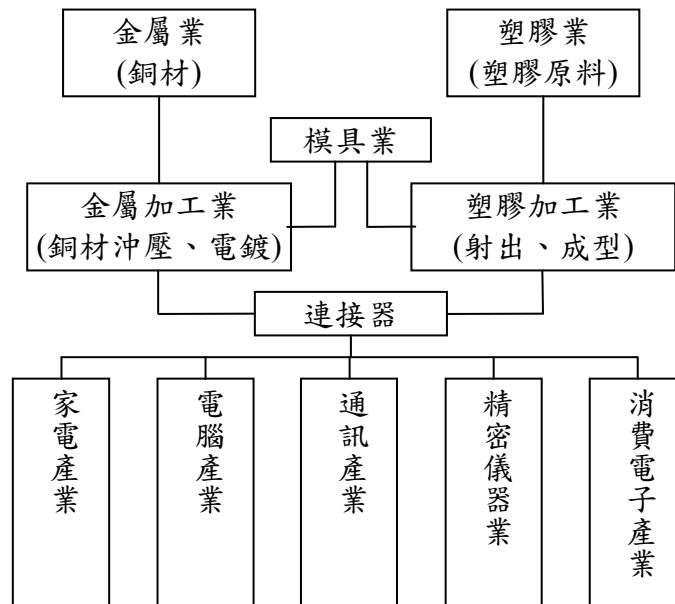 金屬業
(銅材)
塑膠業
(塑膠原料)
模具業
金屬加工業
(銅材沖壓、電鍍)
塑膠加工業
(射出、成型)
連接器
家電產業
電腦產業
通訊產業
精密儀器業
消費電子產業